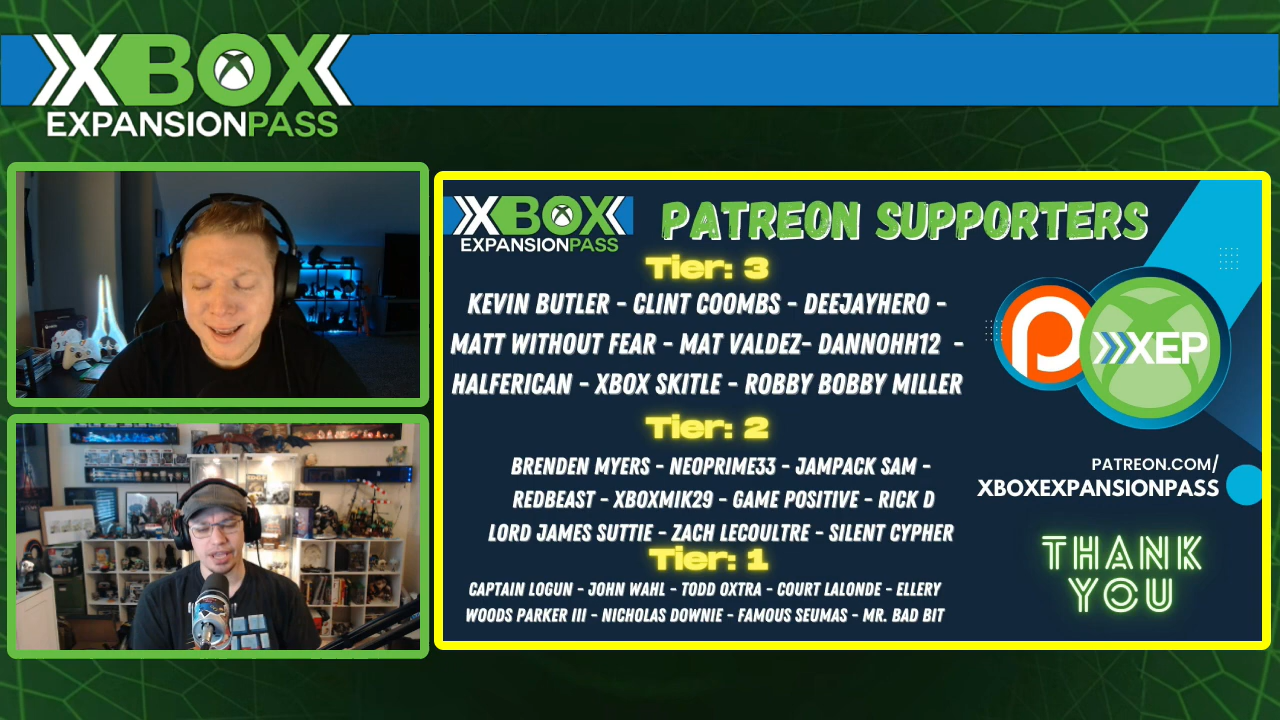 XBOX
EXPANSIONPASS
XBOX
EXPANSIONPASS
PATREON SUPPORTERS
Tier: 3
KEVIN BUTLER - CLINT COOMBS - DEEJAYHERO -
MATT WITHOUT FEAR - MAT VALDEZ- DANNOHH12 -
HALFERICAN - XBOX SKITLE - ROBBY BOBBY MILLER
Tier: 2
BRENDEN MYERS - NEOPRIME33 - JAMPACK SAM -
REDBEAST - XBOXMIK29 - GAME POSITIVE - RICK D
LORD JAMES SUTTIE - ZACH LECOULTRE - SILENT CYPHER
Tier: 1
CAPTAIN LOGUN - JOHN WAHL - TODD OXTRA - COURT LALONDE - ELLERY
WOODS PARKER III - NICHOLAS DOWNIE - FAMOUS SEUMAS - MR. BAD BIT
XEP
PATREON.COM/
XBOXEXPANSIONPASS
THANK
YOU